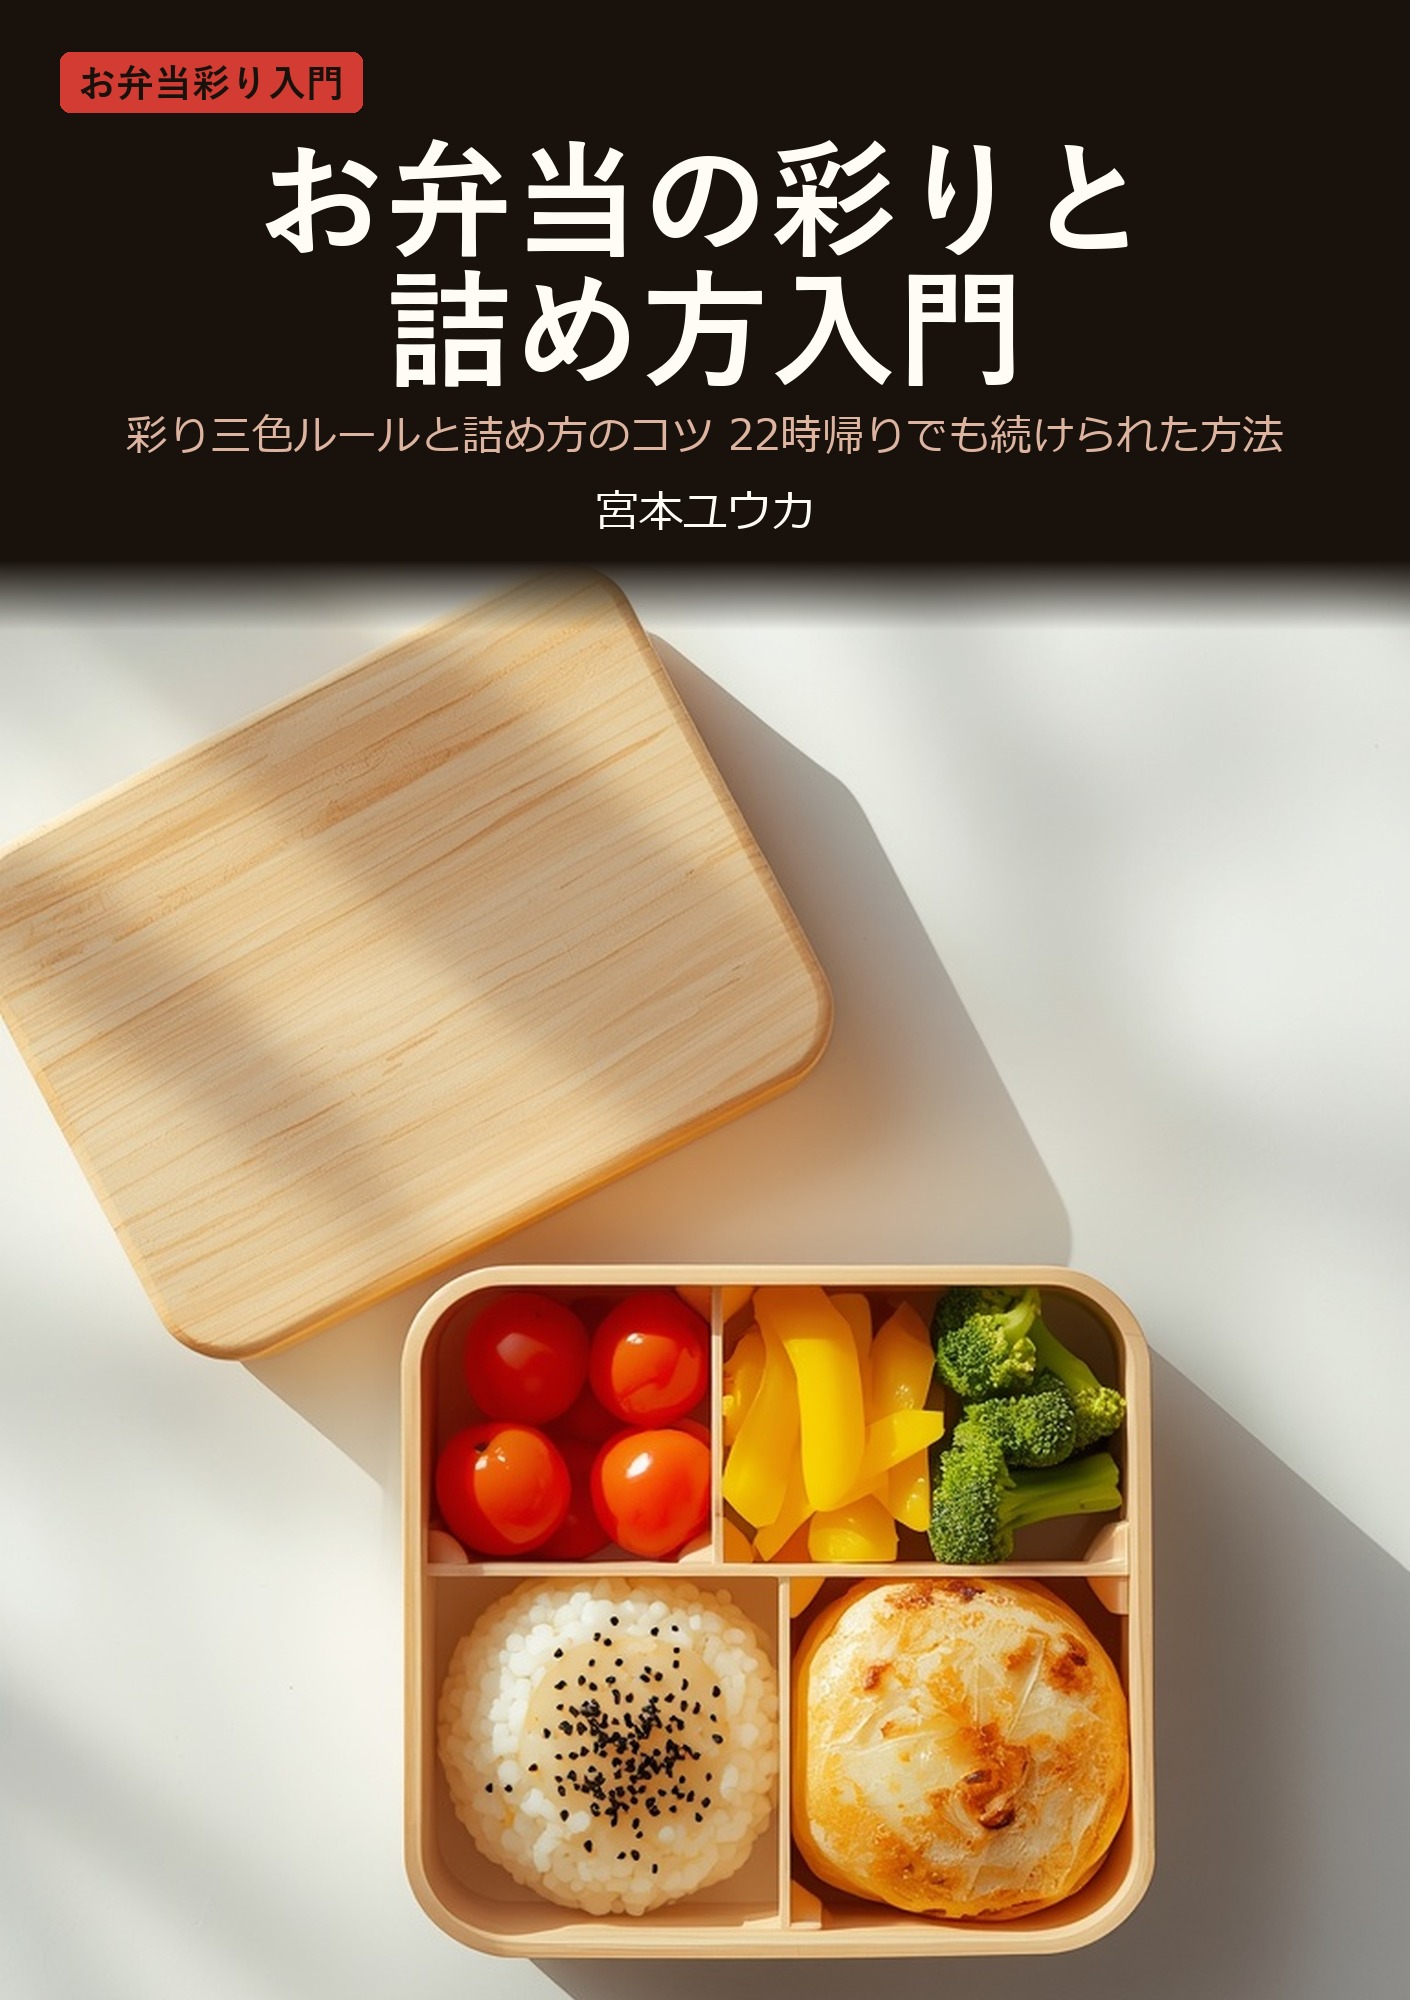 お弁当彩り入門
お弁当の彩りと
詰め方入門
彩り三色ルールと詰め方のコツ 22時帰りでも続けられた方法
宮本ユウカ